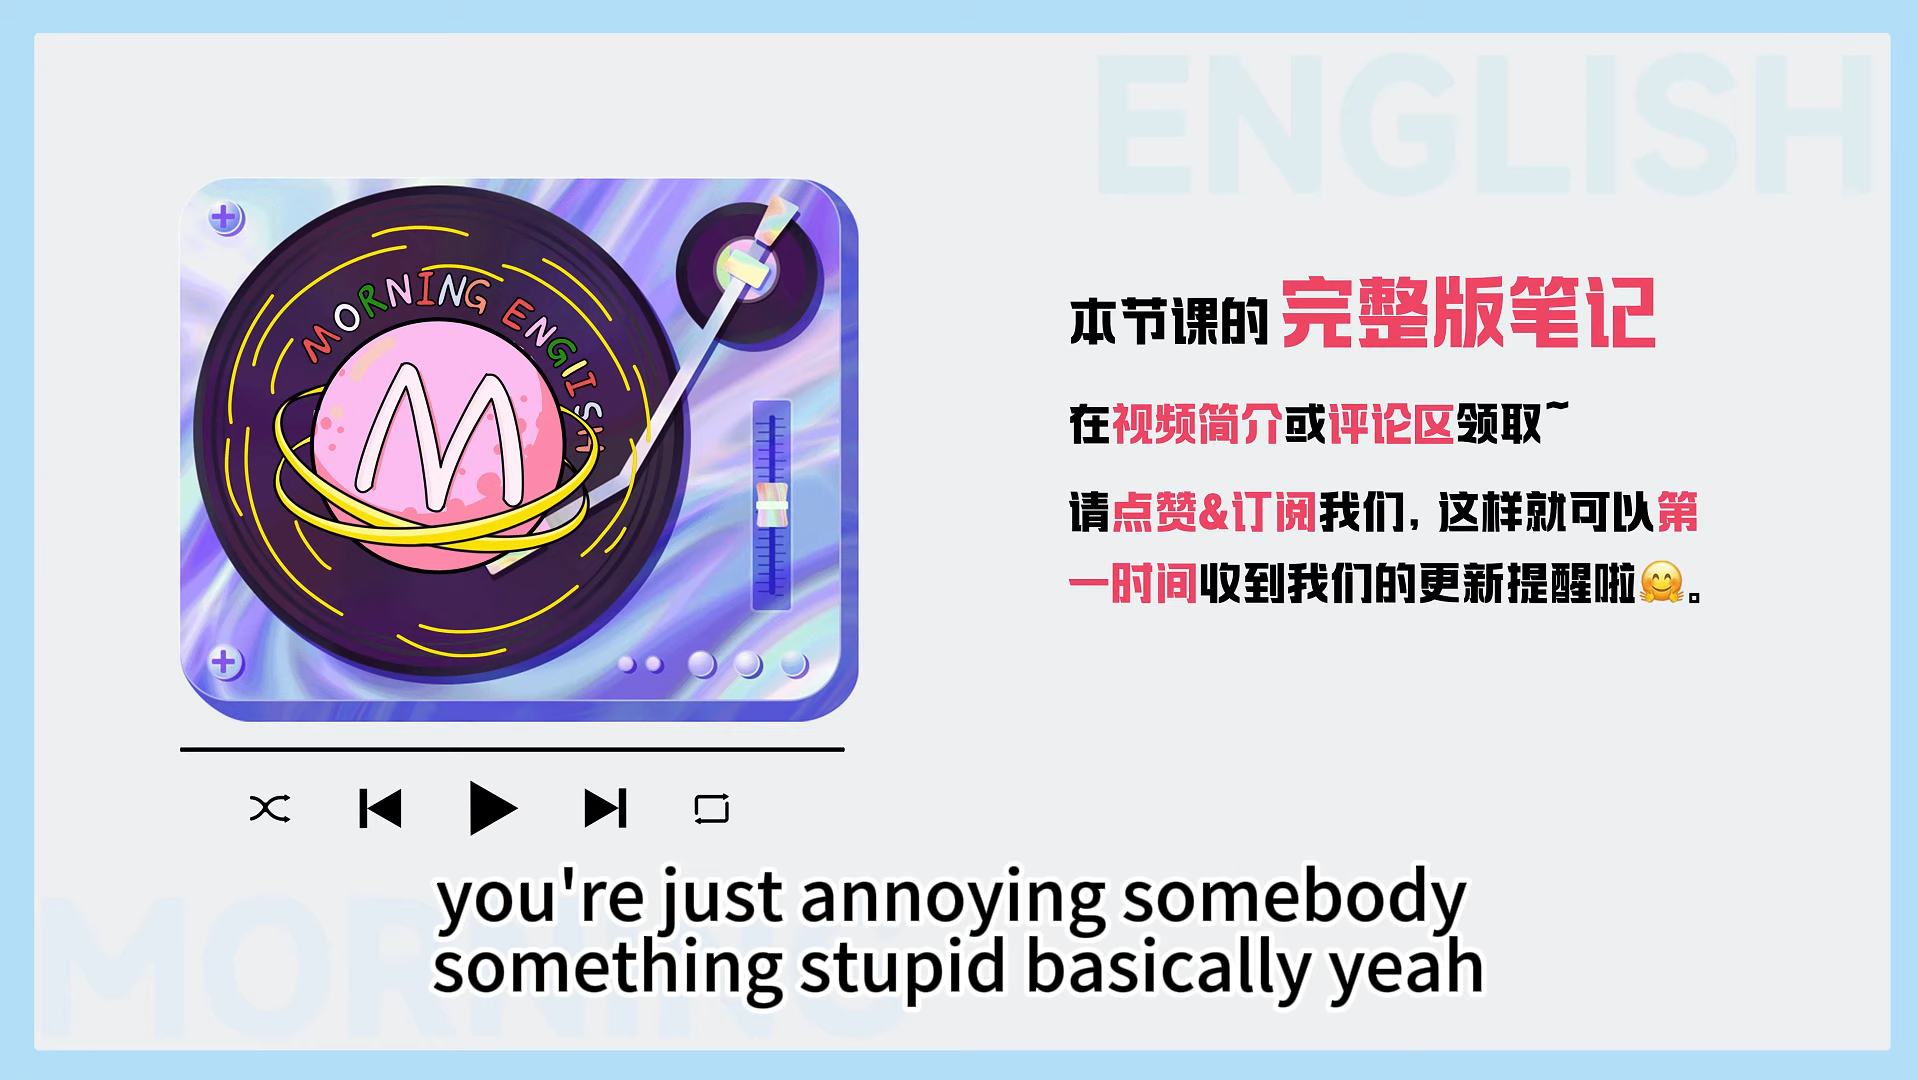 ENGLISH
MORNING ENGLISH
M
本节课的 完整版笔记
在视频简介或评论区领取~
请点赞&订阅我们, 这样就可以第
一时间收到我们的更新提醒啦🤗。
MORNING
you're just annoying somebody
something stupid basically yeah